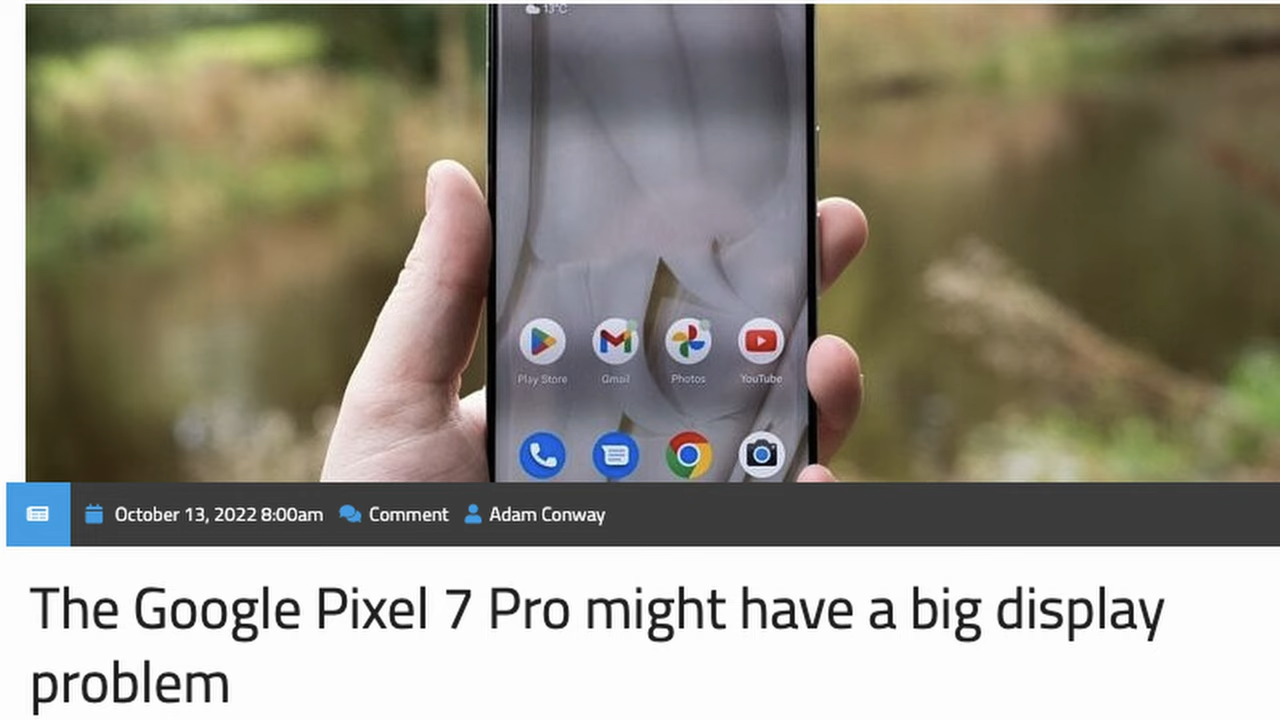 13°C
Play Store Gmail Photos YouTube
October 13, 2022 8:00am Comment Adam Conway
The Google Pixel 7 Pro might have a big display
problem